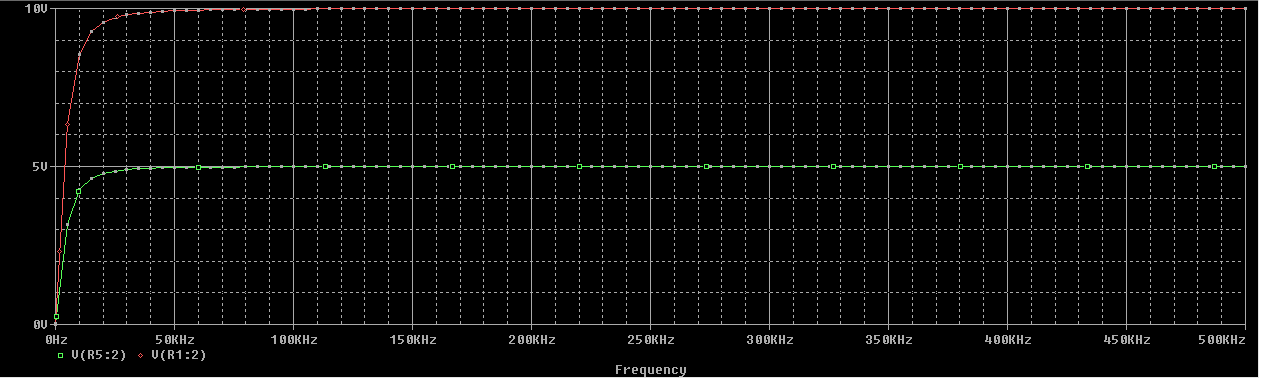 10V
5V
0V
0Hz 50KHz 100KHz 150KHz 200KHz 250KHz 300KHz 350KHz 400KHz 450KHz 500KHz
V(R5:2) V(R1:2)
Frequency